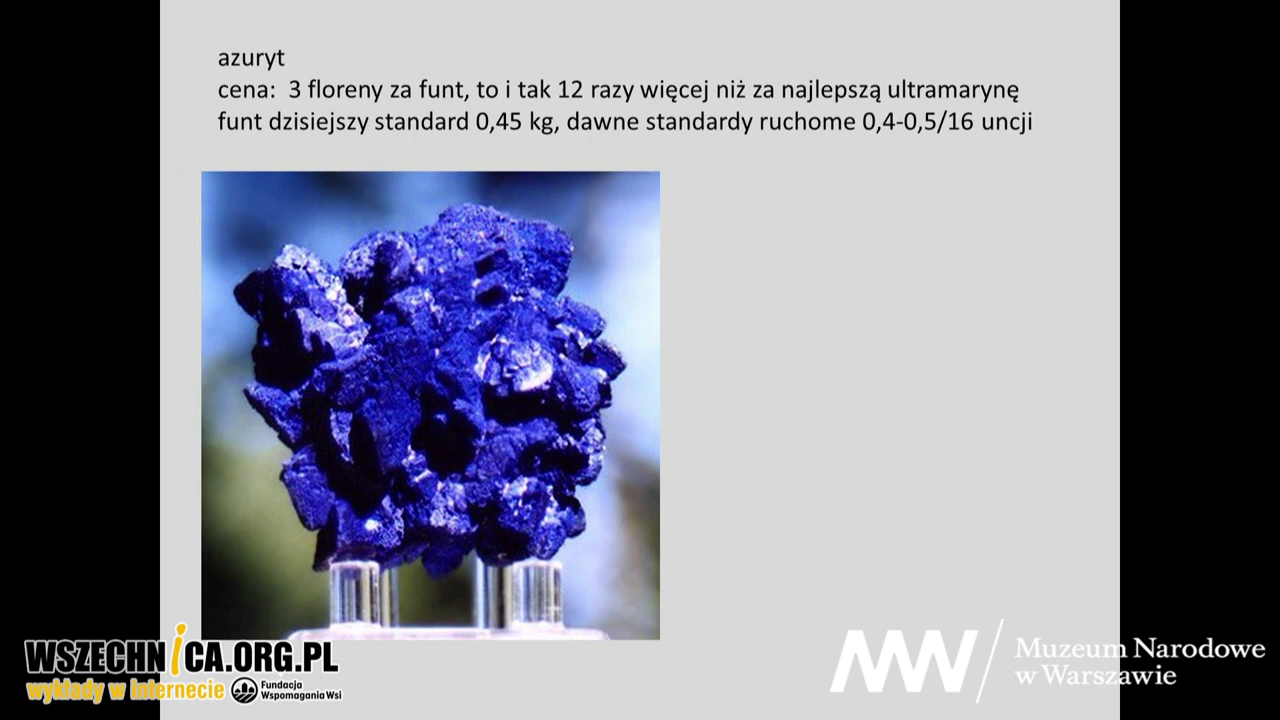 azuryt
cena: 3 floreny za funt, to i tak 12 razy więcej niż za najlepszą ultramarynę
funt dzisiejszy standard 0,45 kg, dawne standardy ruchome 0,4-0,5/16 uncji
WSZECHNiCA.ORG.PL
wykłady w internecie
Fundacja
Wspomagania Wsi
MNW
Muzeum Narodowe
w Warszawie